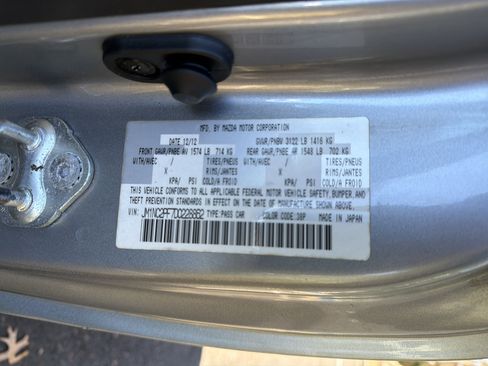 MFD. BY MAZDA MOTOR CORPORATION
DATE 12/12 GVWR/PNBV 3122 LB 1416 KG
FRONT GAWR/PNBE AV 1574 LB 714 KG REAR GAWR/PNBE AR 1548 LB 702 KG
WITH/AVEC / TIRES/PNEUS WITH/AVEC / TIRES/PNEUS
X RIMS/JANTES X RIMS/JANTES
KPA/ PSI COLD/A FROID KPA/ PSI COLD/A FROID
THIS VEHICLE CONFORMS TO ALL APPLICABLE FEDERAL MOTOR VEHICLE SAFETY, BUMPER, AND
THEFT PREVENTION STANDARDS IN EFFECT ON THE DATE OF MANUFACTURE SHOWN ABOVE.
VIN: TYPE:PASS CAR COLOR CODE:38P MADE IN JAPAN